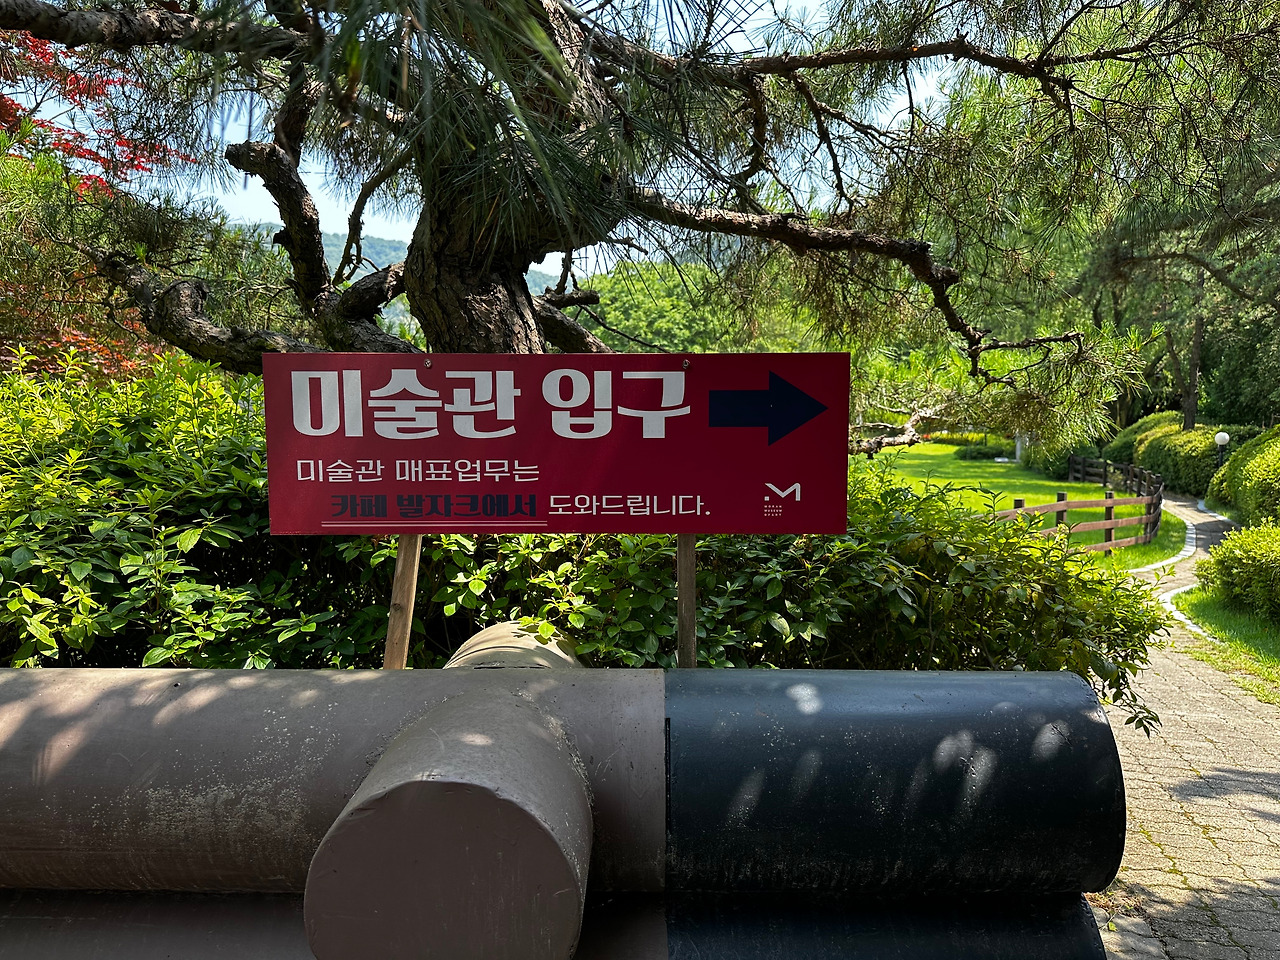 미술관 입구
미술관 매표업무는
카페 발자크에서 도와드립니다.